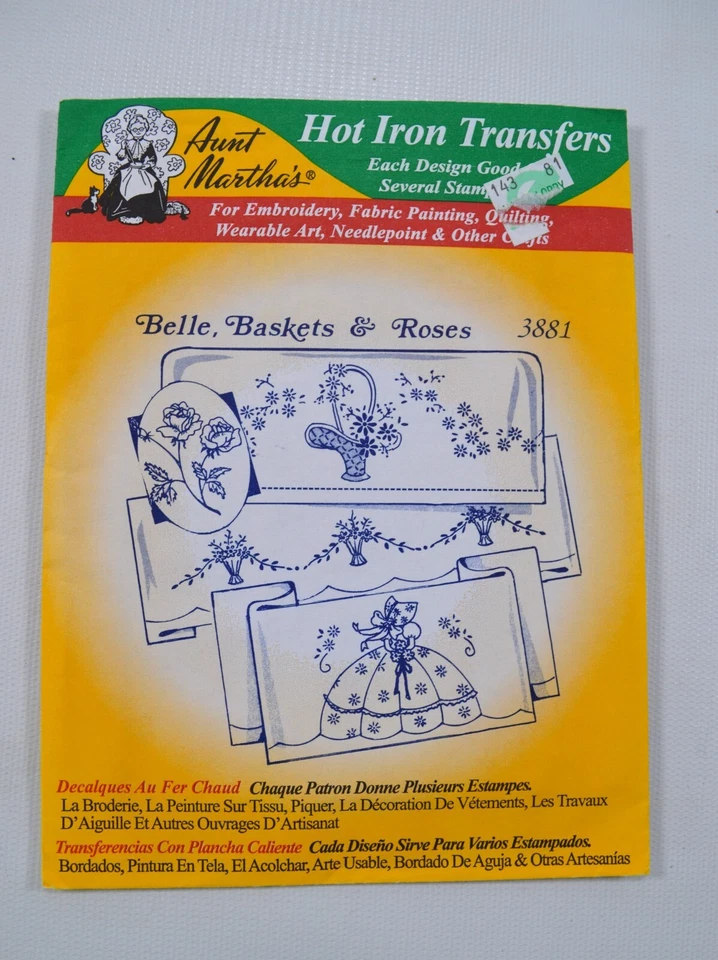 Aunt
Martha's®
Hot Iron Transfers
Each Design Good
Several
143 81
For Embroidery, Fabric Painting, Quilting,
Wearable Art, Needlepoint & Other Crafts
Belle, Baskets & Roses 3881
Decalques Au Fer Chaud Chaque Patron Donne Plusieurs Estampes.
La Broderie, La Peinture Sur Tissu, Piquer, La Décoration De Vétements, Les Travaux
D'Aiguille Et Autres Ouvrages D'Artisanat
Transferencias Con Plancha Caliente Cada Diseño Sirve Para Varios Estampados.
Bordados, Pintura En Tela, El Acolchar, Arte Usable, Bordado De Aguja & Otras Artesanías